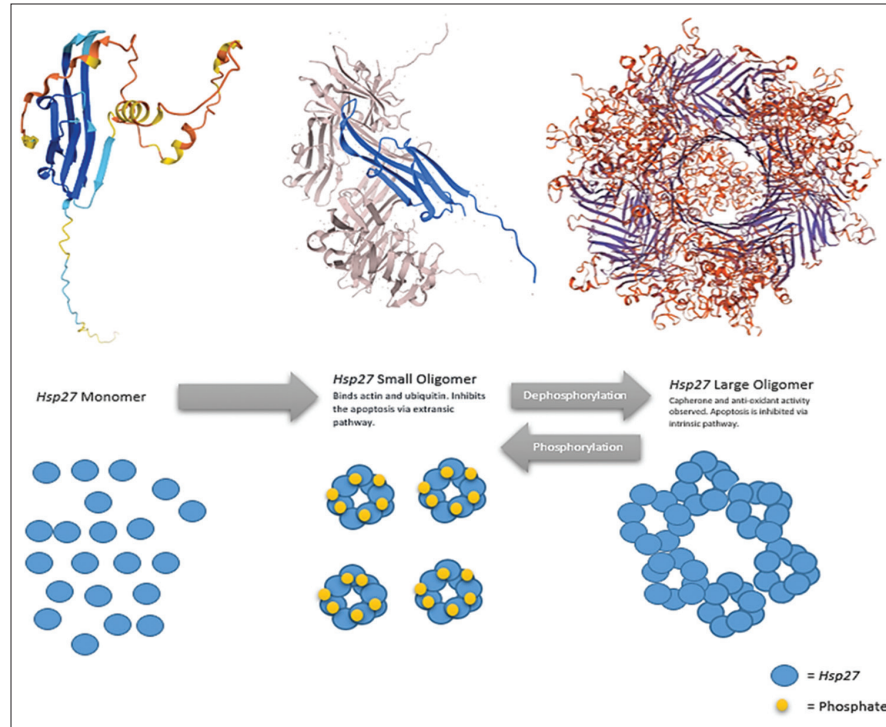 Hsp27 Monomer
Hsp27 Small Oligomer
Binds actin and ubiquitin. Inhibits
the apoptosis via extransic
pathway.
Dephosphorylation
Phosphorylation
Hsp27 Large Oligomer
Capherone and anti-oxidant activity
observed. Apoptosis is inhibited via
intrinsic pathway.
= Hsp27
= Phosphate